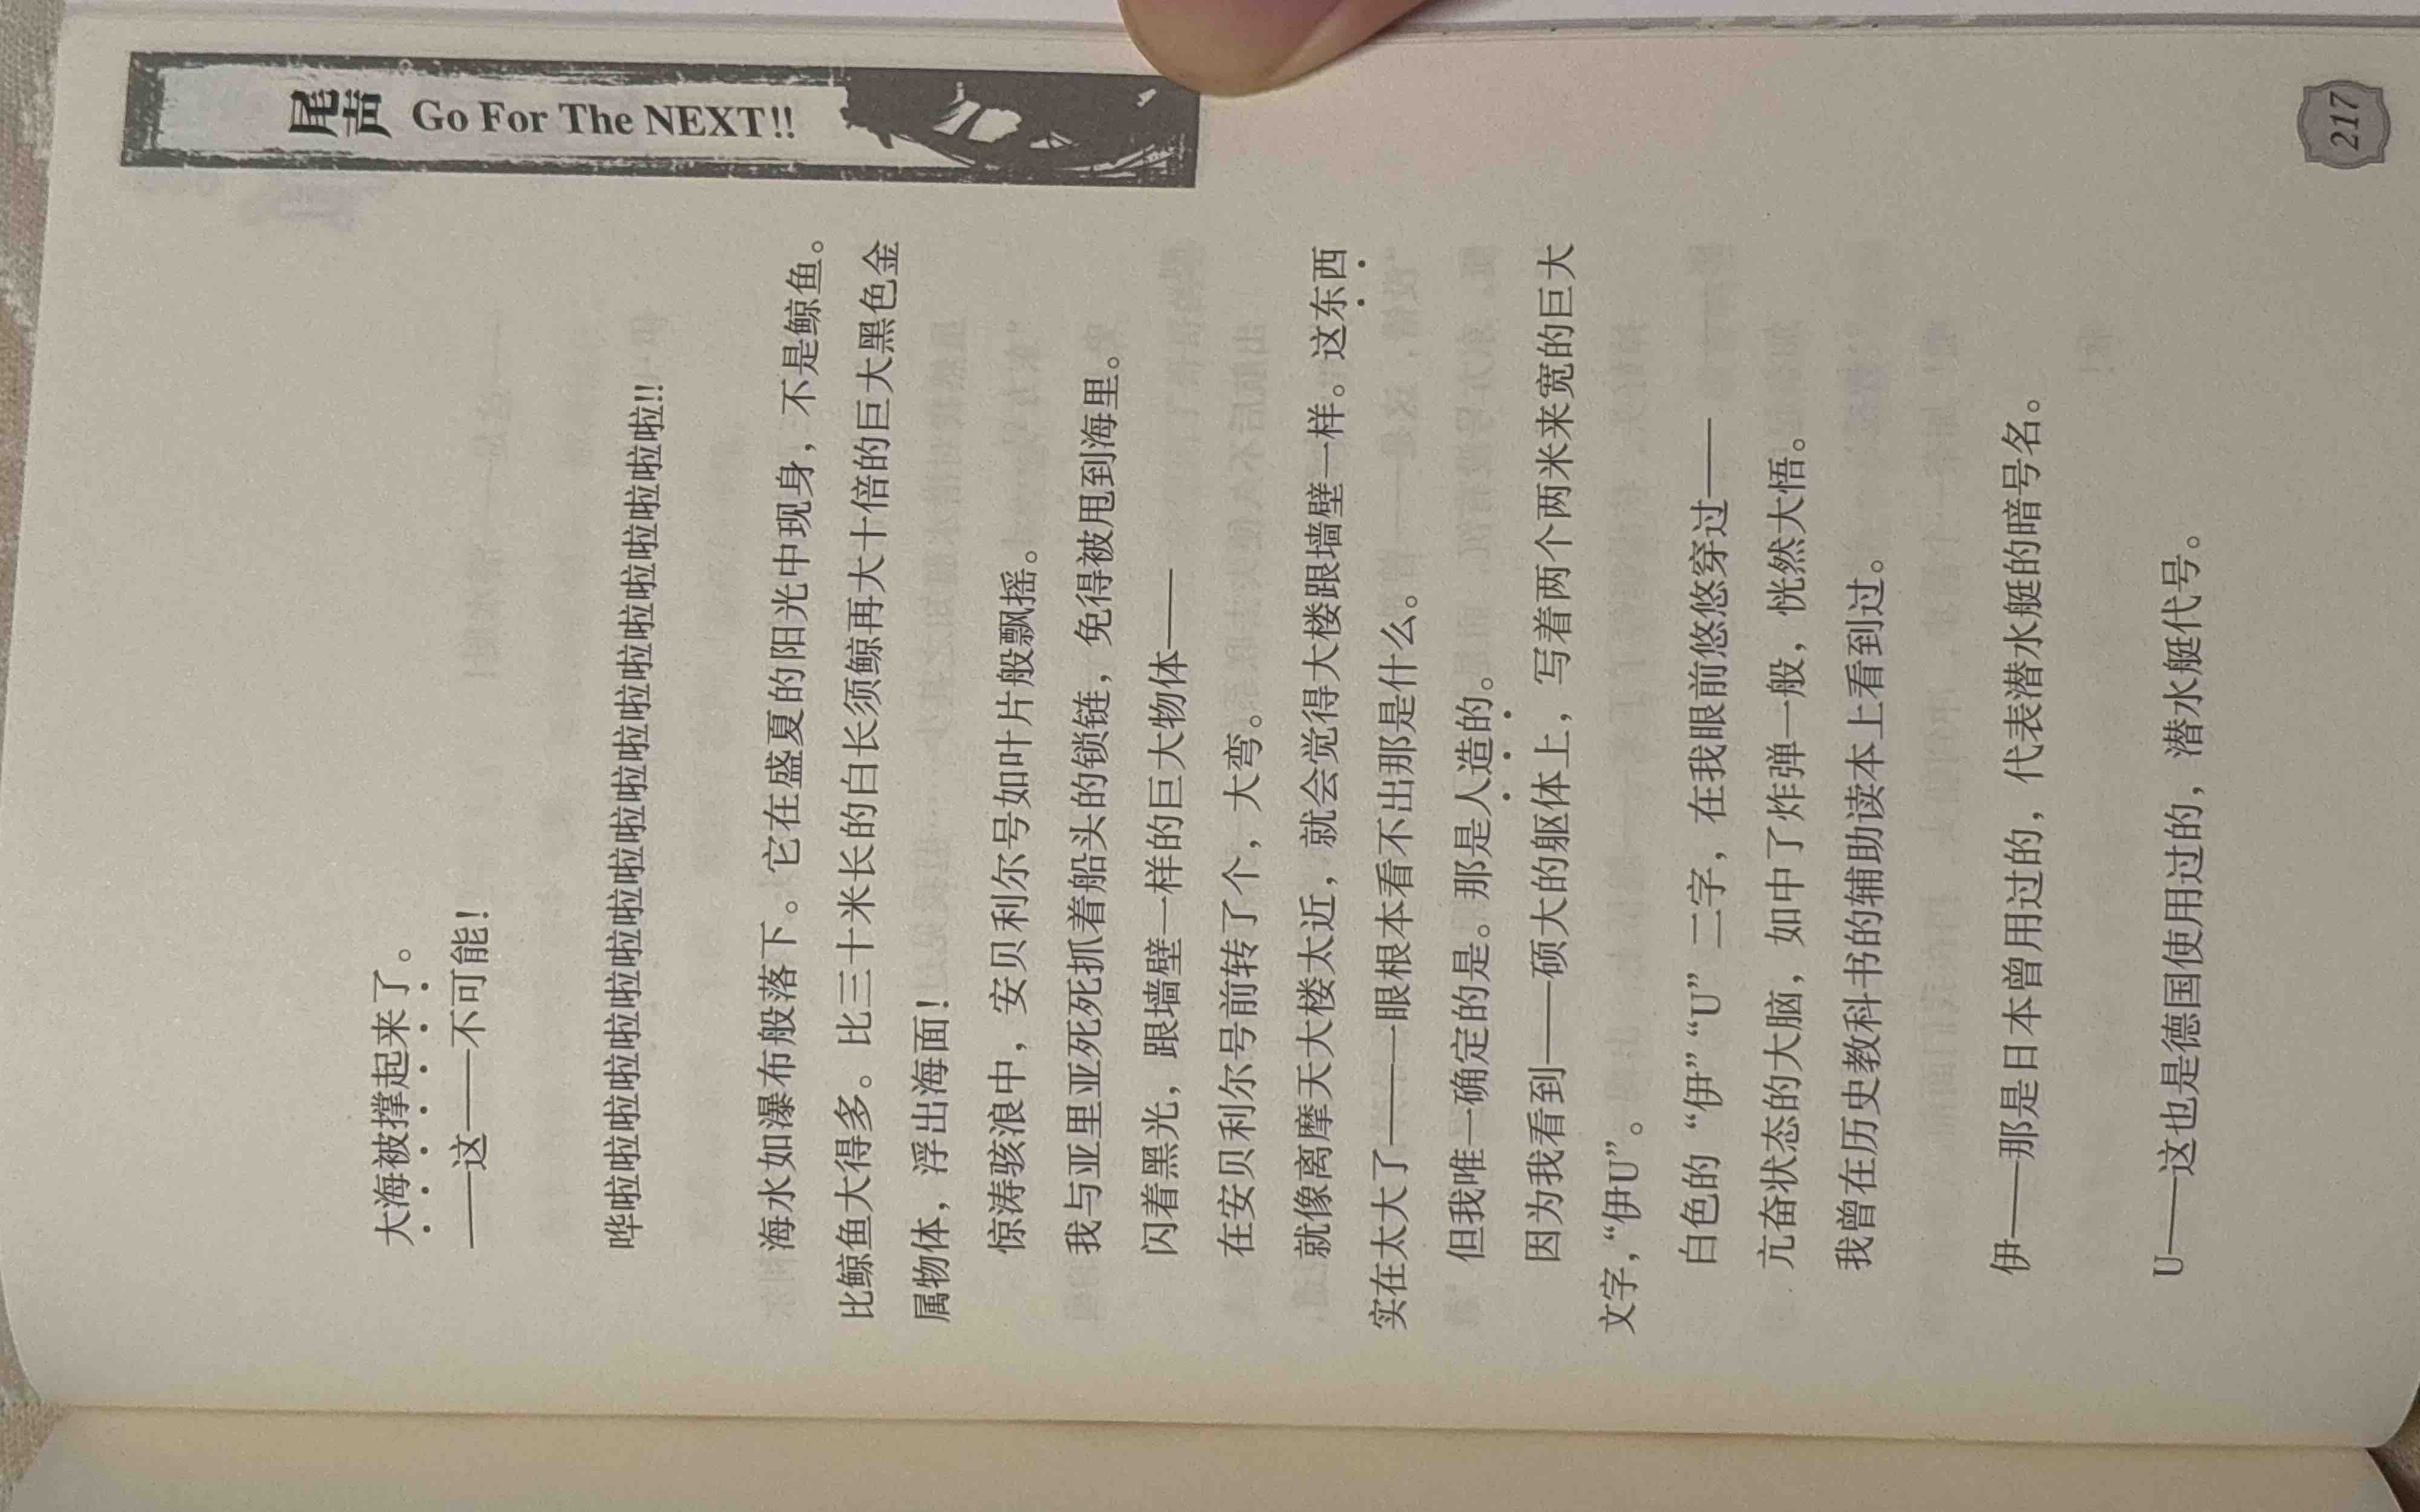 尾声 Go For The NEXT!!
大海被撑起来了。
——这——不可能！
哗啦啦啦啦啦啦啦啦啦啦啦啦啦啦啦啦啦啦啦啦!!
海水如瀑布般落下。它在盛夏的阳光中现身，不是鲸鱼。
比鲸鱼大得多。比三十米长的白长须鲸再大十倍的巨大黑色金
属物体，浮出海面！
惊涛骇浪中，安贝利尔号如叶片般飘摇。
我与亚里亚死死抓着船头的锁链，免得被甩到海里。
闪着黑光，跟墙壁一样的巨大物体——
在安贝利尔号前转了个，大弯。
就像离摩天大楼太近，就会觉得大楼跟墙壁一样。这东西
实在太大了——一眼根本看不出那是什么。
但我唯一确定的是。那是人造的。
因为我看到——硕大的躯体上，写着两个两米来宽的巨大
文字，“伊U”。
白色的“伊”“U”二字，在我眼前悠悠穿过——
亢奋状态的大脑，如中了炸弹一般，恍然大悟。
我曾在历史教科书的辅助读本上看到过。
伊——那是日本曾用过的，代表潜水艇的暗号名。
U——这也是德国使用过的，潜水艇代号。
217